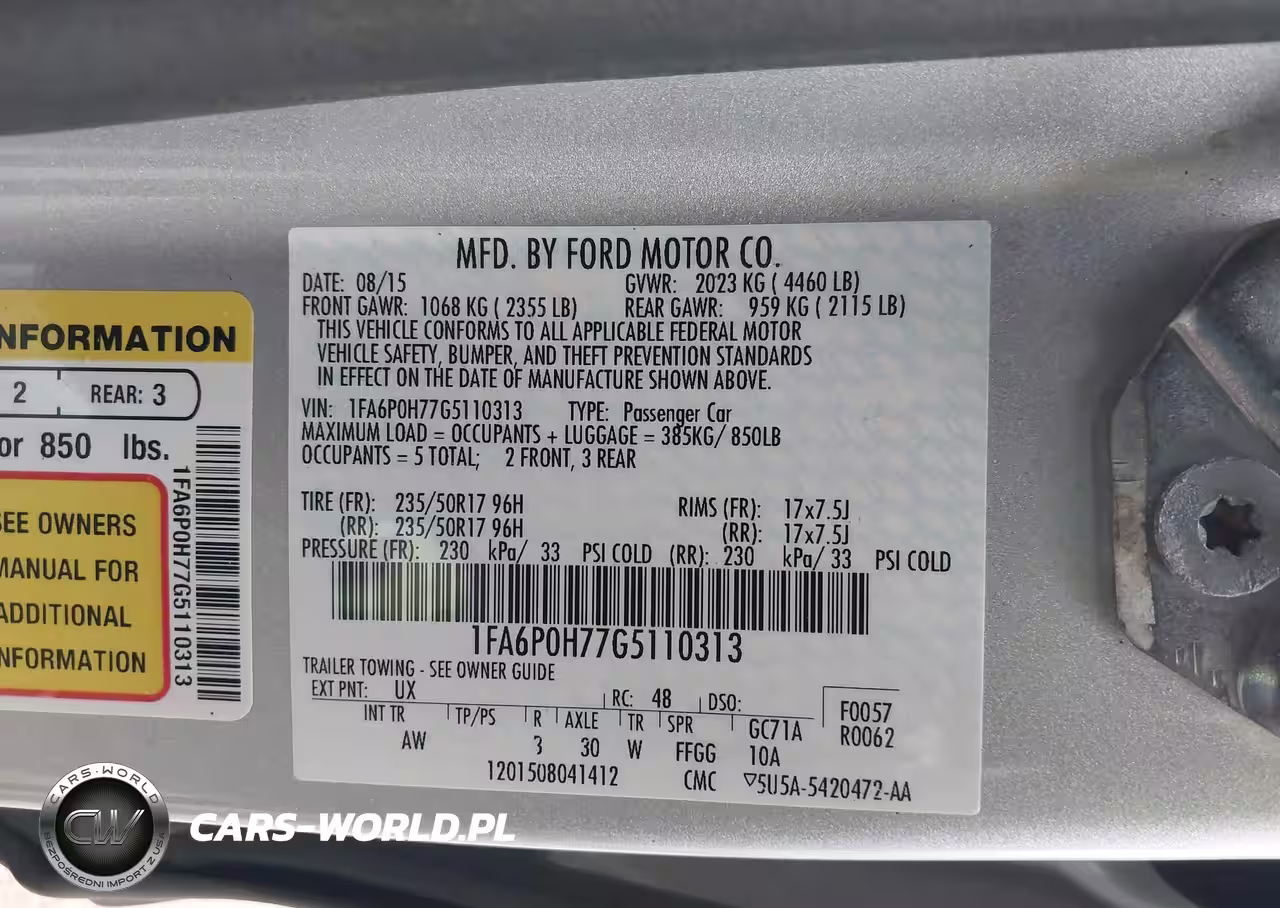 NFORMATION
2 REAR: 3
or 850 lbs.
SEE OWNERS
MANUAL FOR
ADDITIONAL
INFORMATION
1FA6P0H77G5110313
MFD. BY FORD MOTOR CO.
DATE: 08/15 GVWR: 2023 KG ( 4460 LB)
FRONT GAWR: 1068 KG ( 2355 LB) REAR GAWR: 959 KG ( 2115 LB)
THIS VEHICLE CONFORMS TO ALL APPLICABLE FEDERAL MOTOR
VEHICLE SAFETY, BUMPER, AND THEFT PREVENTION STANDARDS
IN EFFECT ON THE DATE OF MANUFACTURE SHOWN ABOVE.
VIN: 1FA6P0H77G5110313 TYPE: Passenger Car
MAXIMUM LOAD = OCCUPANTS + LUGGAGE = 385KG/ 850LB
OCCUPANTS = 5 TOTAL; 2 FRONT, 3 REAR
TIRE (FR): 235/50R17 96H RIMS (FR): 17x7.5J
(RR): 235/50R17 96H (RR): 17x7.5J
PRESSURE (FR): 230 kPa/ 33 PSI COLD (RR): 230 kPa/ 33 PSI COLD
1FA6P0H77G5110313
TRAILER TOWING - SEE OWNER GUIDE
EXT PNT: UX RC: 48 DSO:
F0057
R0062
INT TR TP/PS R AXLE TR SPR GC71A
AW 3 30 W FFGG 10A
1201508041412 CMC ▽5U5A-5420472-AA
CARS-WORLD
CW
BEZPOŚREDNI IMPORT Z USA
CARS-WORLD.PL